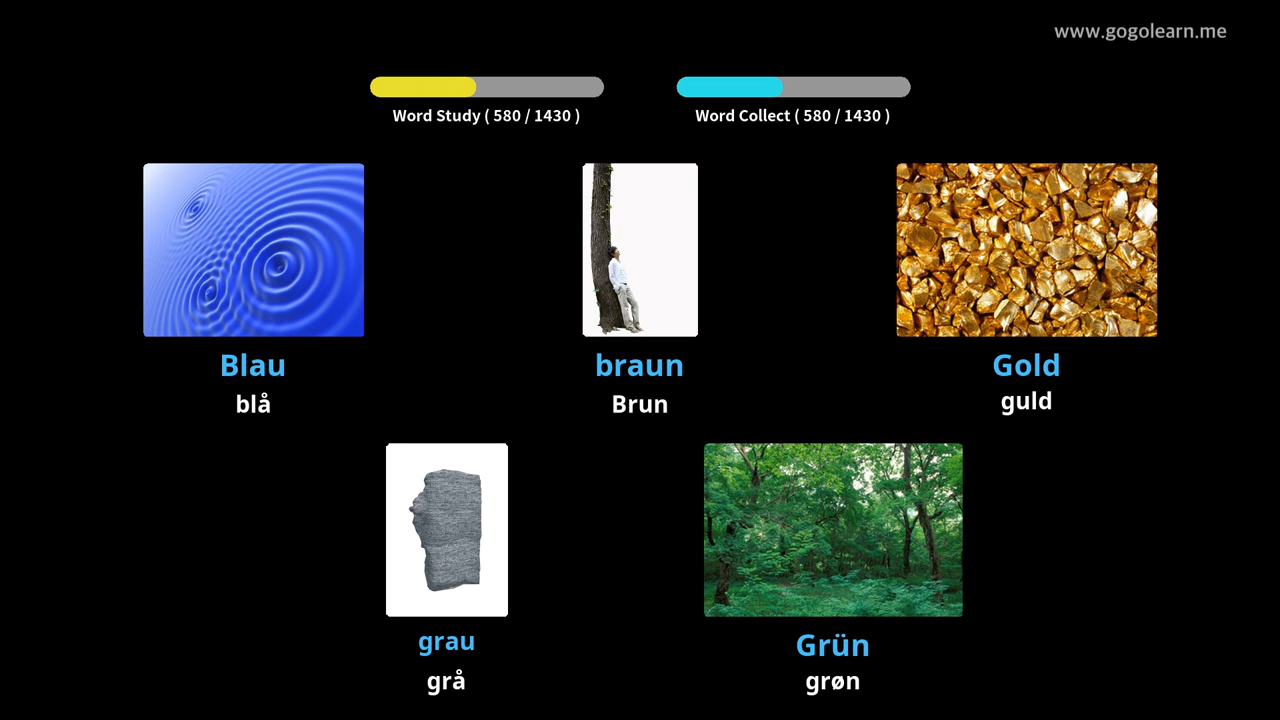 www.gogolearn.me
Word Study ( 580 / 1430 )
Word Collect ( 580 / 1430 )
Blau
blå
braun
Brun
Gold
guld
grau
grå
Grün
grøn